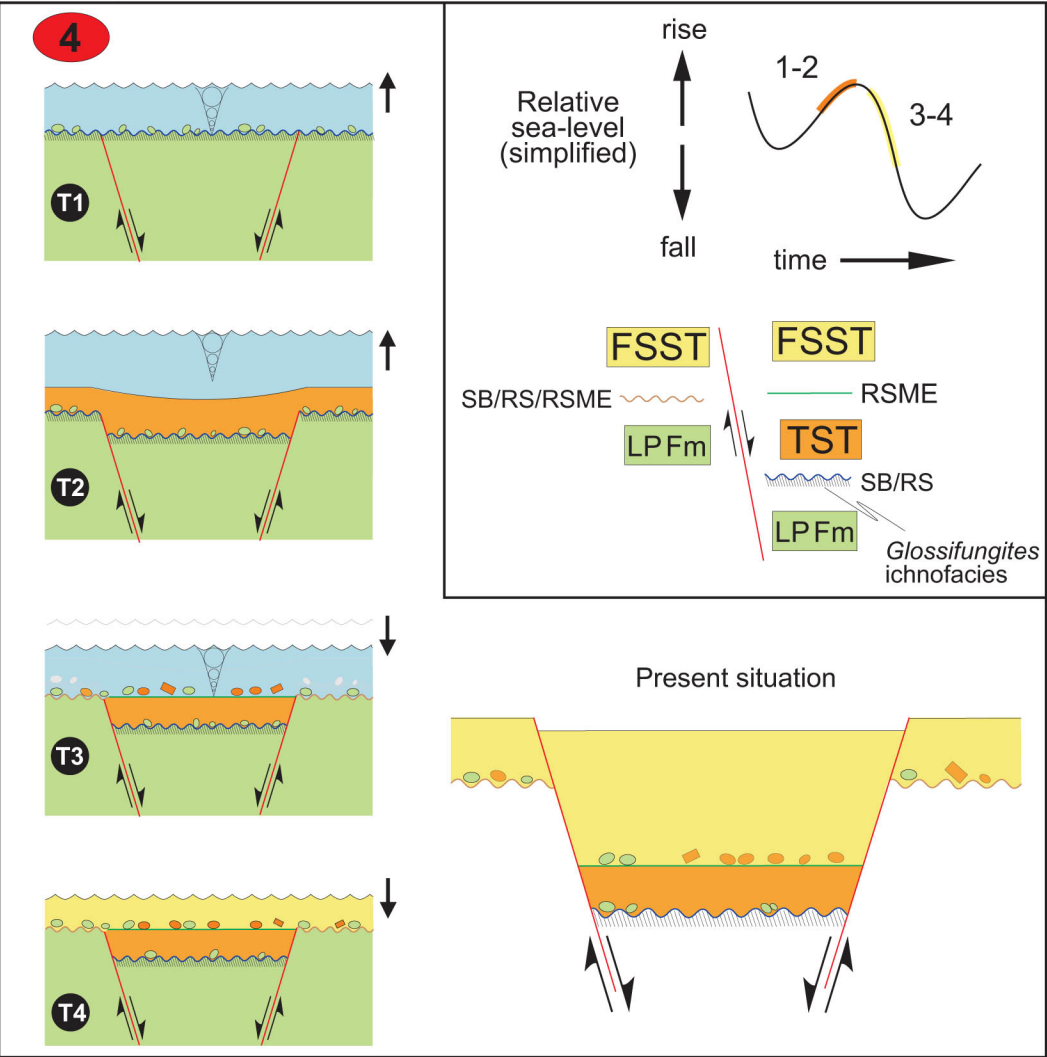 4
T1
T2
T3
T4
rise
Relative
sea-level
(simplified)
fall
1-2
3-4
time
FSST
SB/RS/RSME
LP Fm
FSST
RSME
TST
SB/RS
LP Fm
Glossifungites
ichnofacies
Present situation